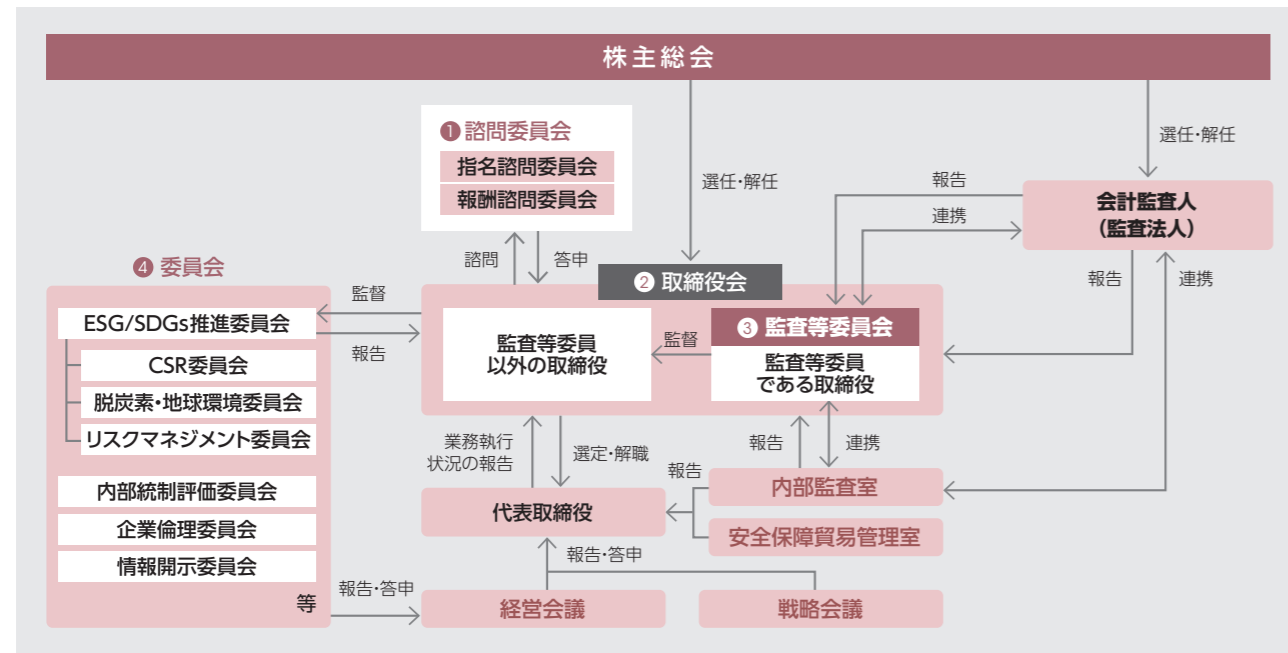 株主総会
❶諮問委員会
指名諮問委員会
報酬諮問委員会
選任・解任
選任・解任
報告
連携
会計監査人
（監査法人）
諮問
答申
報告
連携
❹ 委員会
❷ 取締役会
監督
報告
ESG/SDGs推進委員会
CSR委員会
脱炭素・地球環境委員会
リスクマネジメント委員会
内部統制評価委員会
企業倫理委員会
情報開示委員会
等
監査等委員
以外の取締役
監督
❸ 監査等委員会
監査等委員
である取締役
業務執行
状況の報告
選定・解職
報告
連携
報告
代表取締役
内部監査室
安全保障貿易管理室
報告・答申
報告・答申
経営会議
戦略会議